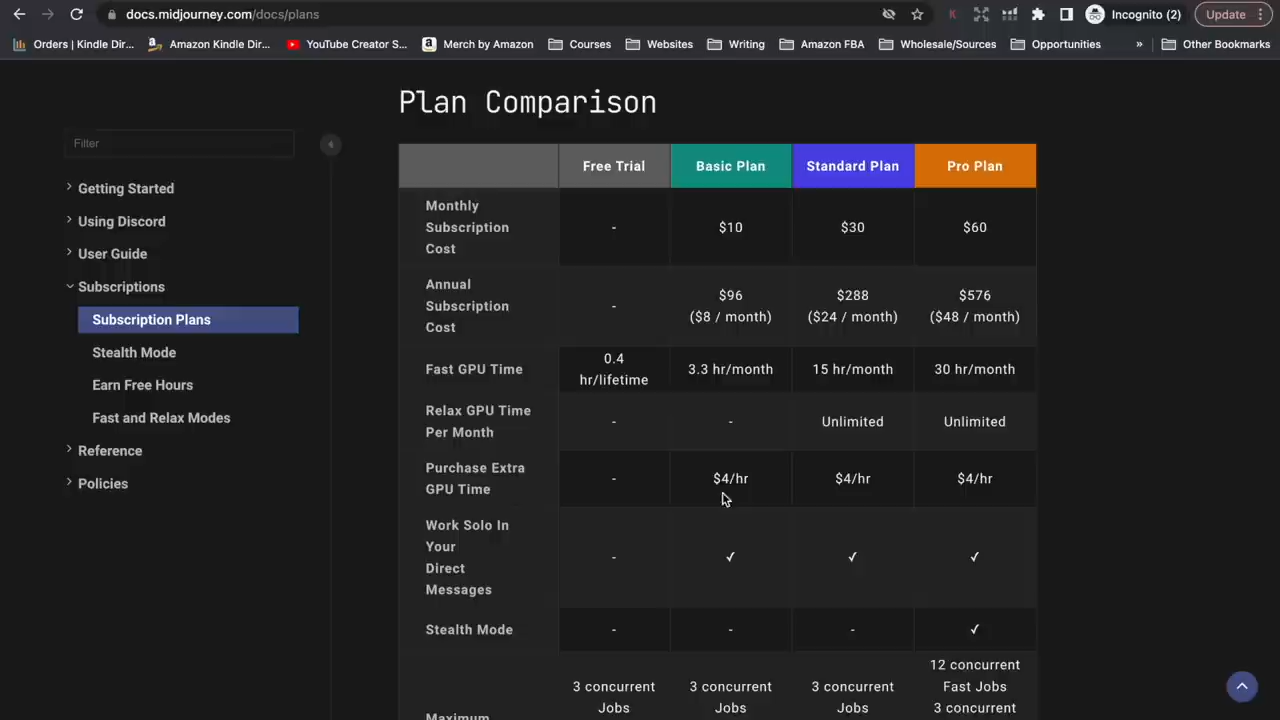 docs.midjourney.com/docs/plans
Incognito (2)
Update
Orders | Kindle Dir...
Amazon Kindle Dir...
YouTube Creator S...
Merch by Amazon
Courses
Websites
Writing
Amazon FBA
Wholesale/Sources
Opportunities
»
Other Bookmarks
Filter
Getting Started
Using Discord
User Guide
Subscriptions
Subscription Plans
Stealth Mode
Earn Free Hours
Fast and Relax Modes
Reference
Policies
Plan Comparison
Free Trial Basic Plan Standard Plan Pro Plan
Monthly
Subscription
Cost
- $10 $30 $60
Annual
Subscription
Cost
- $96 $288 $576
($8 / month) ($24 / month) ($48 / month)
Fast GPU Time
0.4
hr/lifetime
3.3 hr/month 15 hr/month 30 hr/month
Relax GPU Time
Per Month
- - Unlimited Unlimited
Purchase Extra
GPU Time
- $4/hr $4/hr $4/hr
Work Solo In
Your
Direct
Messages
- ✓ ✓ ✓
Stealth Mode - - - ✓
Maximum
3 concurrent
Jobs
3 concurrent
Jobs
3 concurrent
Jobs
12 concurrent
Fast Jobs
3 concurrent